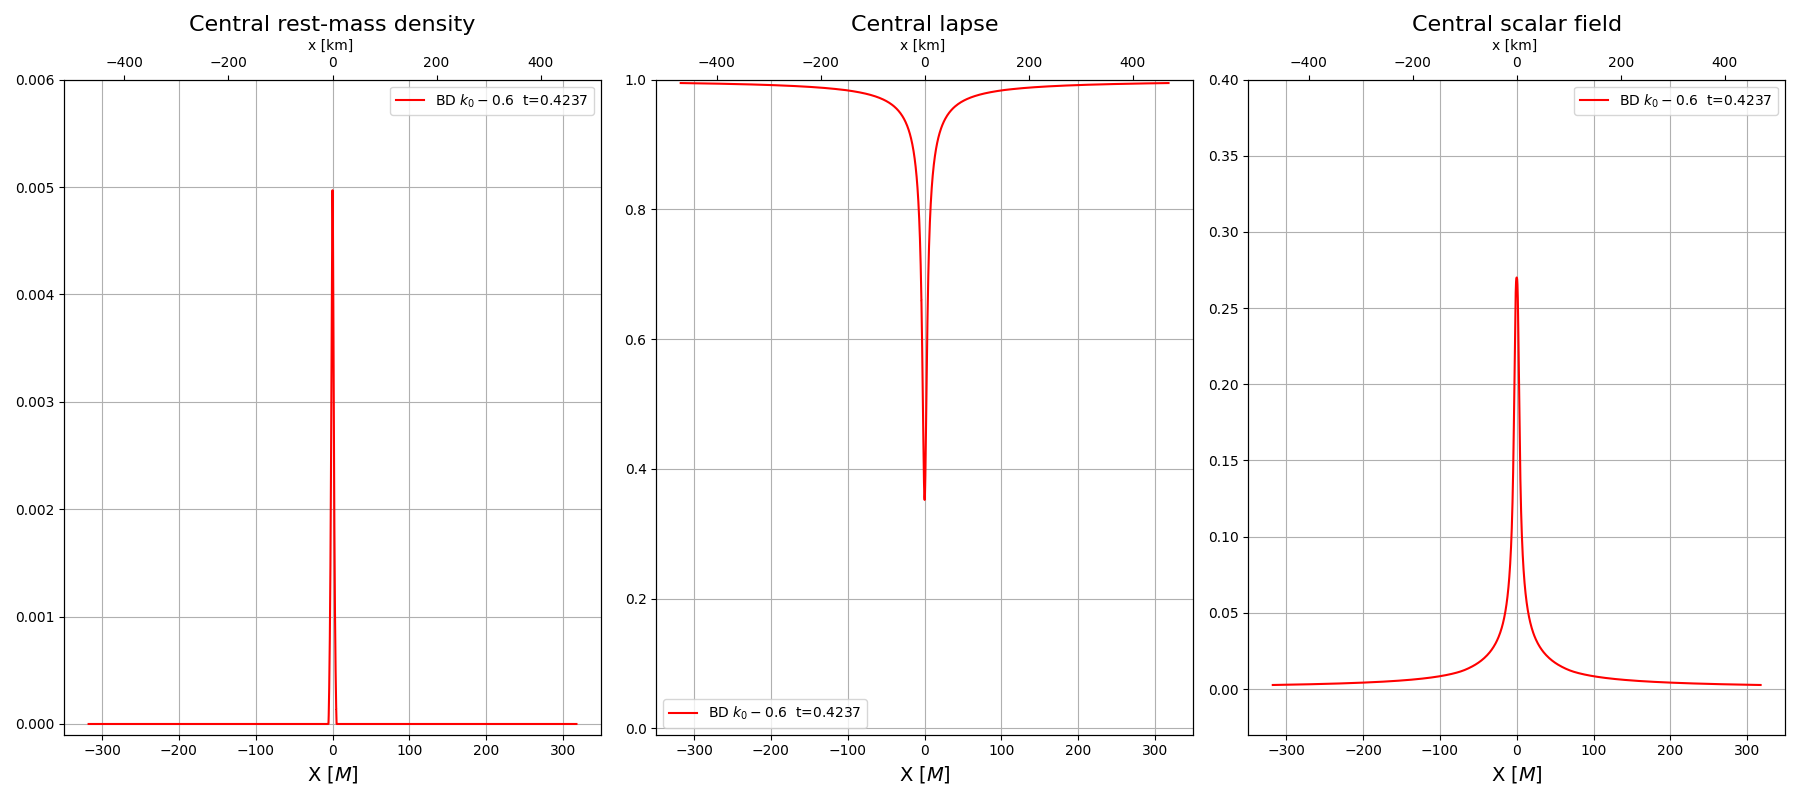 Central rest-mass density
x [km]
−400 −200 0 200 400
0.006
0.005
0.004
0.003
0.002
0.001
0.000
BD k₀ − 0.6 t=0.4237
−300 −200 −100 0 100 200 300
X [M]
Central lapse
x [km]
−400 −200 0 200 400
1.0
0.8
0.6
0.4
0.2
0.0
BD k₀ − 0.6 t=0.4237
−300 −200 −100 0 100 200 300
X [M]
Central scalar field
x [km]
−400 −200 0 200 400
0.40
0.35
0.30
0.25
0.20
0.15
0.10
0.05
0.00
BD k₀ − 0.6 t=0.4237
−300 −200 −100 0 100 200 300
X [M]